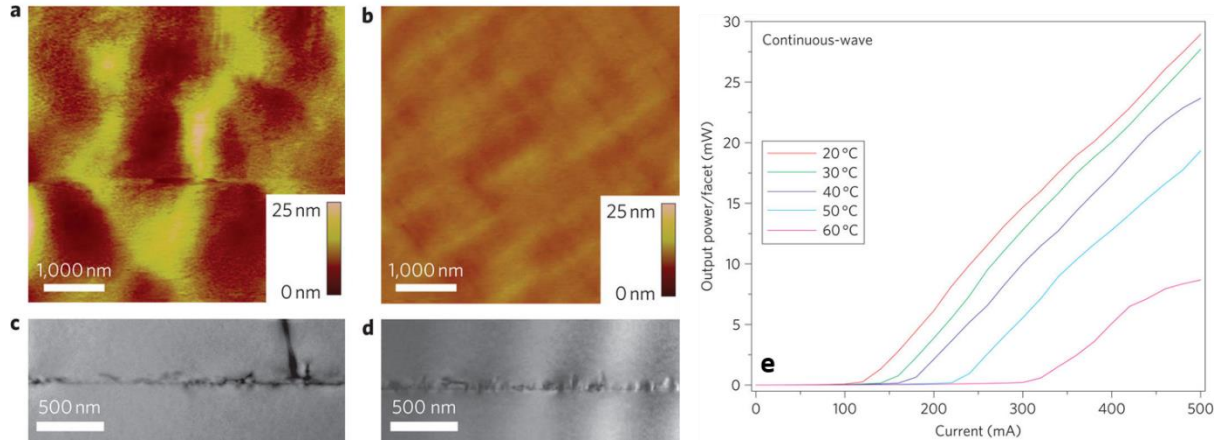 a
25 nm
1,000 nm
0 nm
b
25 nm
1,000 nm
0 nm
c
500 nm
d
500 nm
30
25
20
15
10
5
0
Output power/facet (mW)
Continuous-wave
20 °C
30 °C
40 °C
50 °C
60 °C
e
0
100
200
300
400
500
Current (mA)